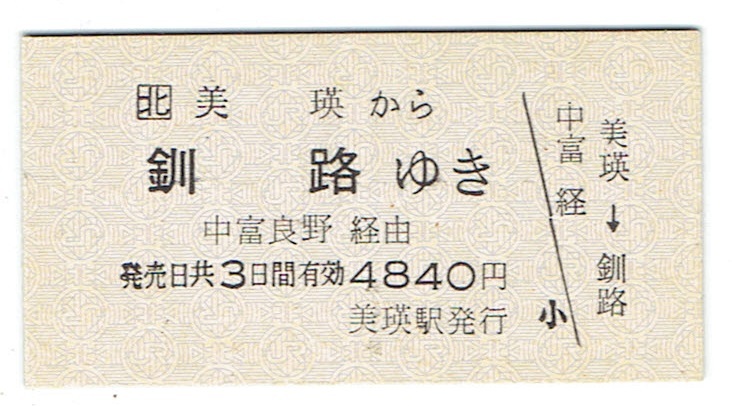 北 美瑛から
釧路ゆき
中富良野 経由
発売日共3日間有効4840円
美瑛駅発行
中富経
小
美瑛→釧路